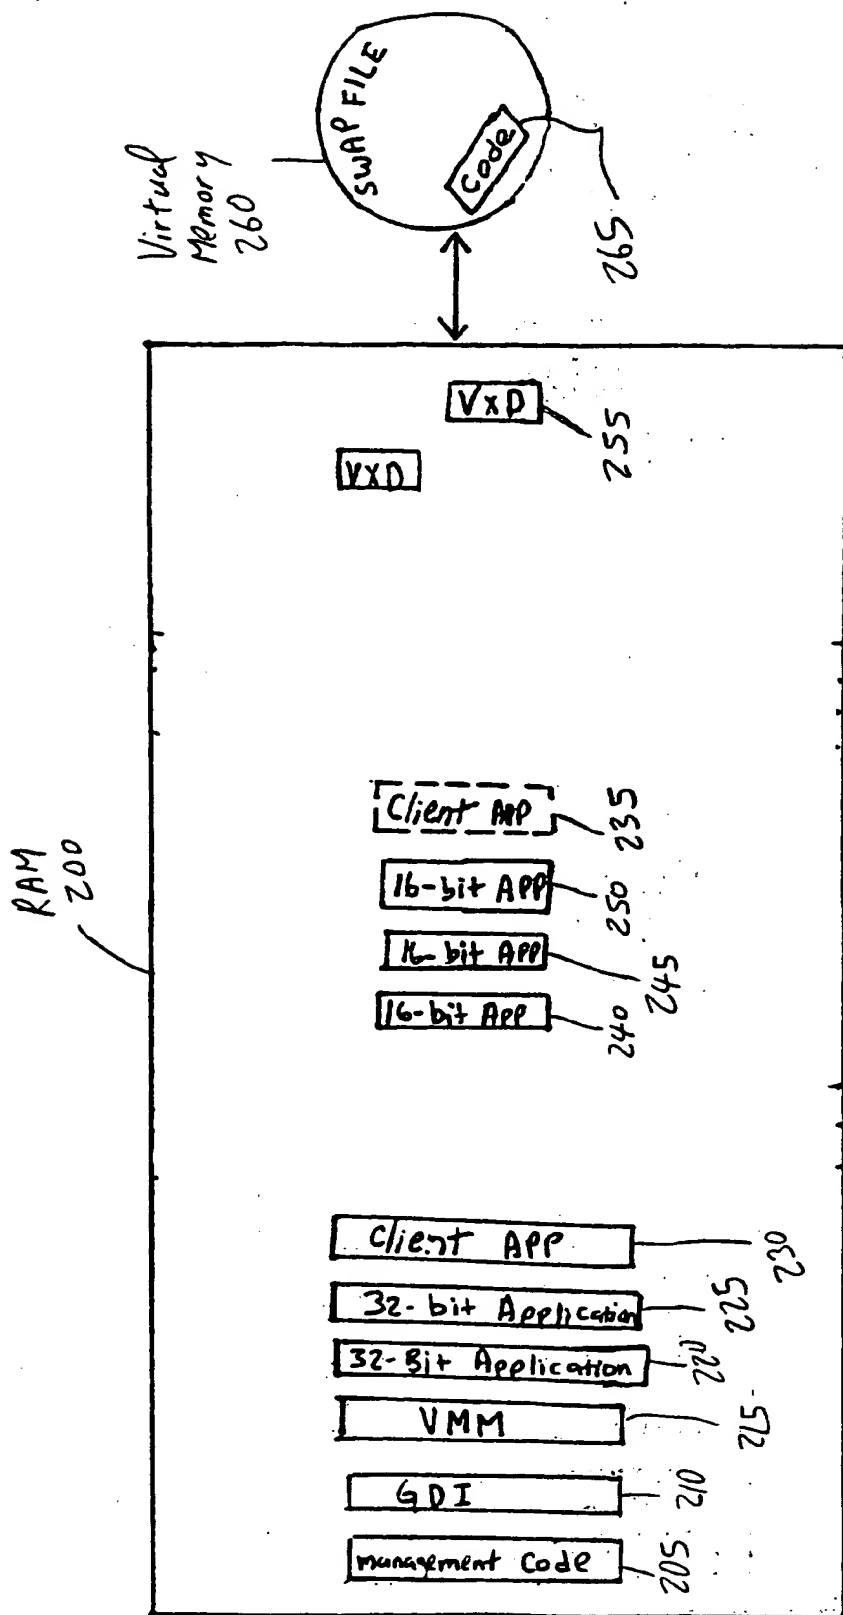 Virtual
Memory
260
SWAP FILE
Code
265
RAM
200
VXD
VXD
255
Client APP
235
16-bit APP
250
16-bit APP
245
16-bit App
240
Client APP
230
32-bit Application
225
32-Bit Application
220
VMM
215
GDI
210
management Code
205